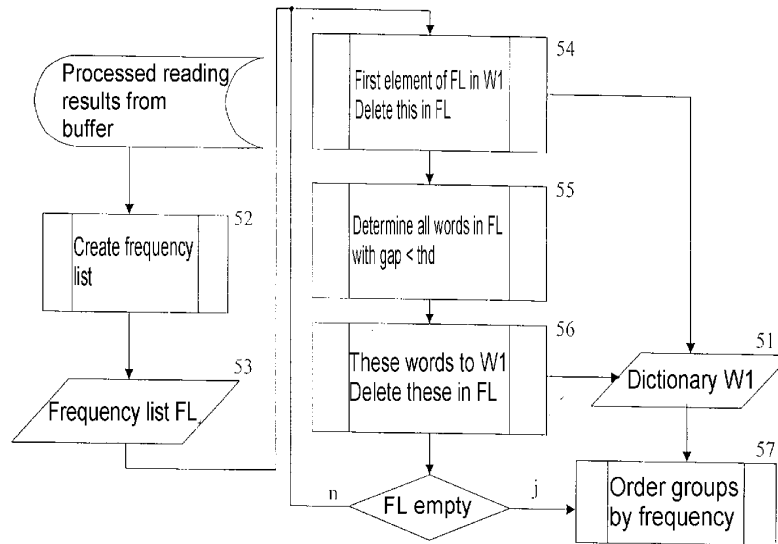 Processed reading
results from
buffer
52
Create frequency
list
53
Frequency list FL
54
First element of FL in W1
Delete this in FL
55
Determine all words in FL
with gap < thd
56
These words to W1
Delete these in FL
51
Dictionary W1
n
FL empty
j
57
Order groups
by frequency